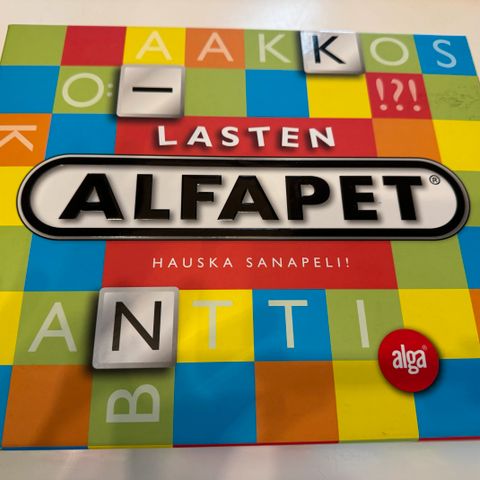 AAKKOS
Ö: I !?!
K
LASTEN
ALFAPET®
HAUSKA SANAPELI!
ANTTI
alga®
B